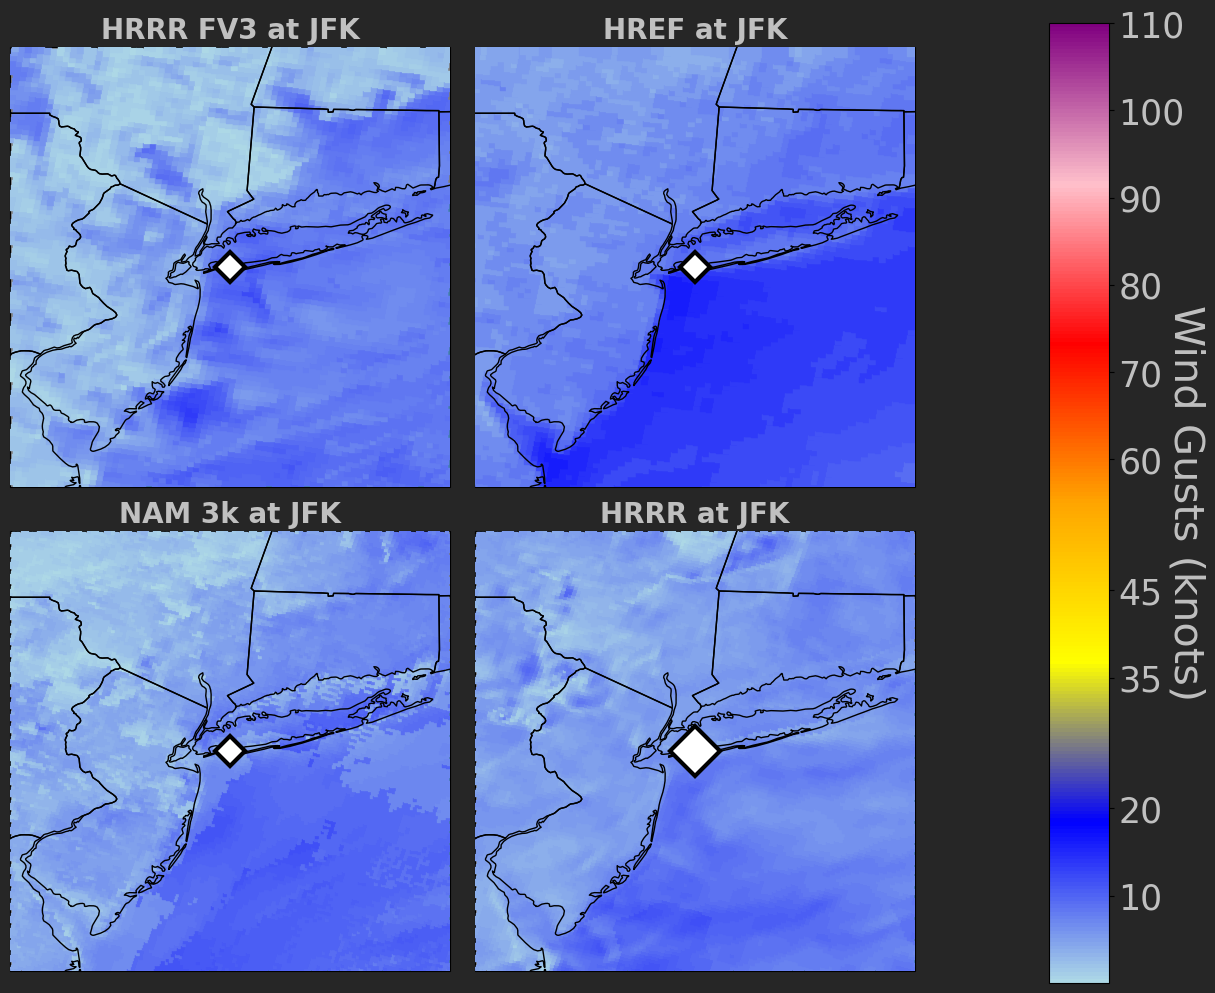 HRRR FV3 at JFK
HREF at JFK
NAM 3k at JFK
HRRR at JFK
110
100
90
80
70
60
45
35
20
10
Wind Gusts (knots)